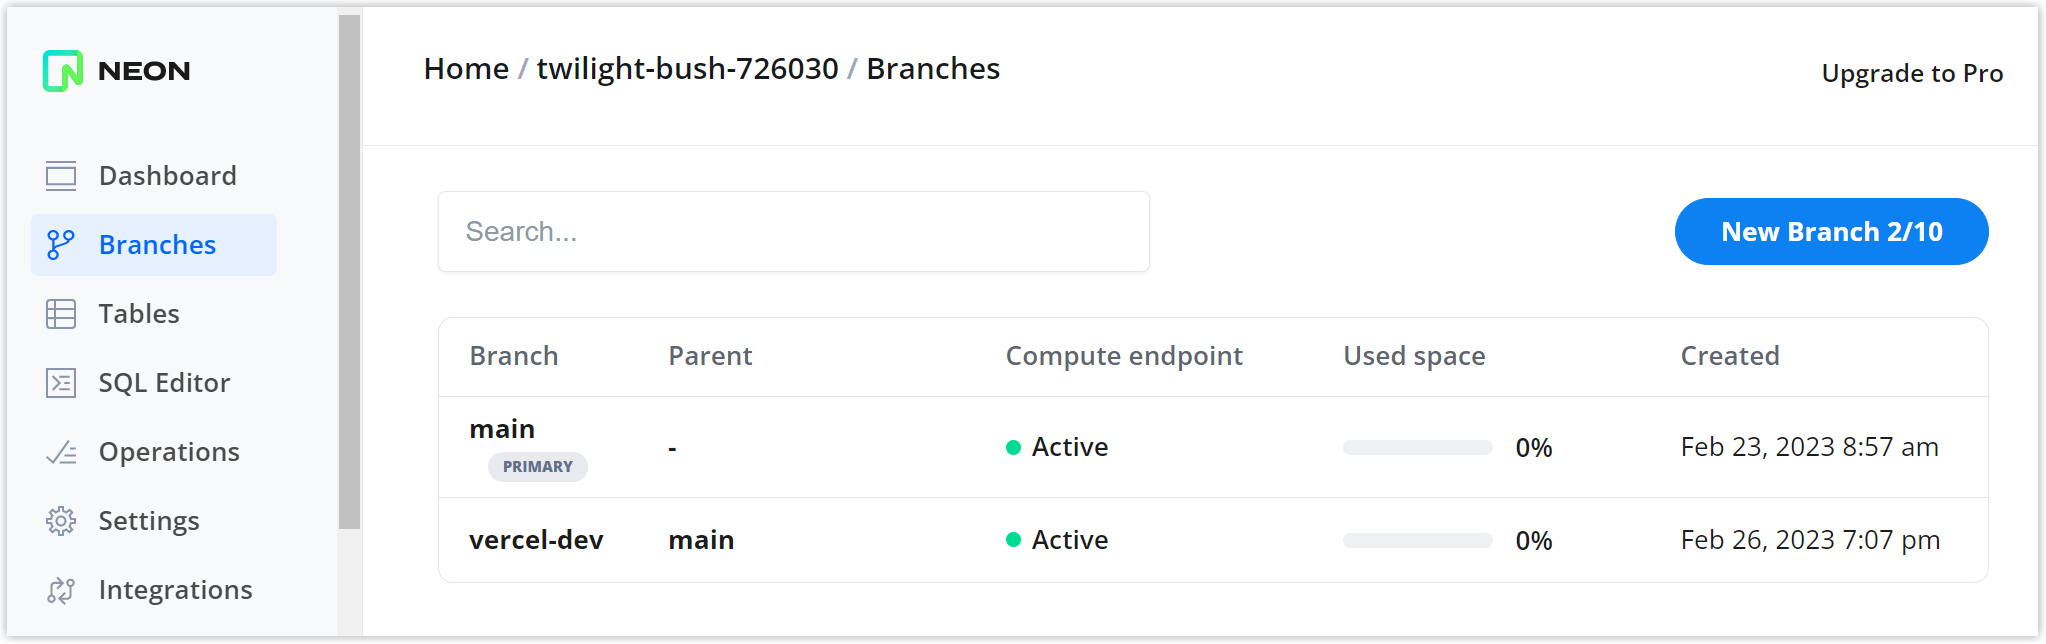 NEON
Home / twilight-bush-726030 / Branches
Upgrade to Pro
Dashboard
Branches
Tables
SQL Editor
Operations
Settings
Integrations
Search...
New Branch 2/10
Branch Parent Compute endpoint Used space Created
main PRIMARY - Active 0% Feb 23, 2023 8:57 am
vercel-dev main Active 0% Feb 26, 2023 7:07 pm